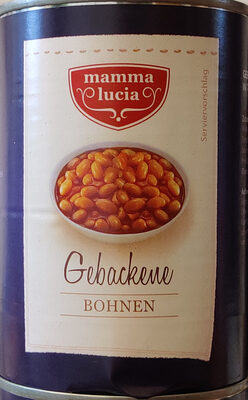 mamma
lucia
Serviervorschlag
Gebackene
BOHNEN